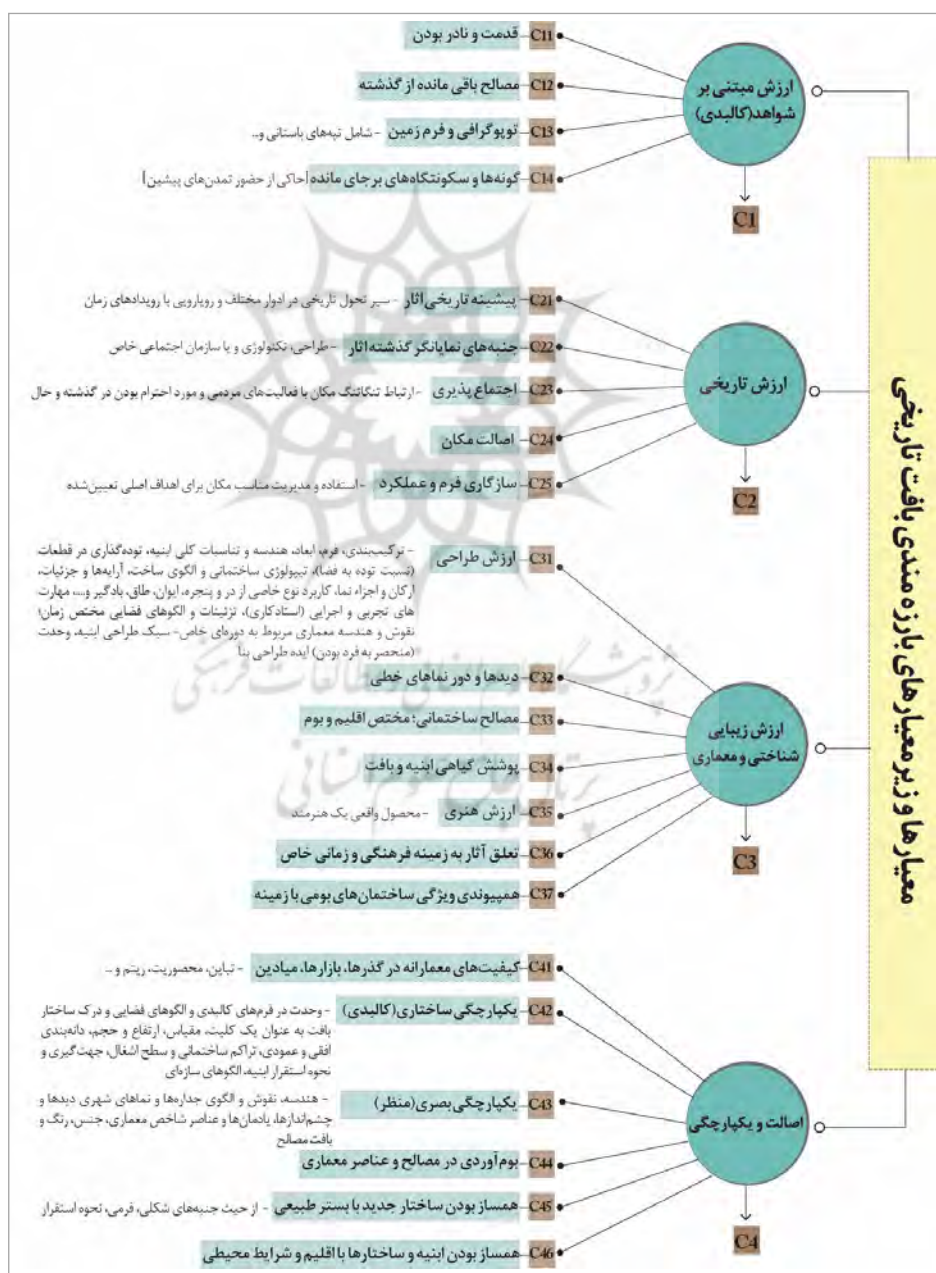 معیارها و زیرمعیارهای بارزه مندی بافت تاریخی
ارزش مبتنی بر
شواهد(کالبدی)
C1
C11
قدمت و نادر بودن
C12
مصالح باقی مانده از گذشته
C13
توپوگرافی و فرم زمین - شامل تپه‌های باستانی و...
C14
گونه‌ها و سکونتگاه‌های برجای مانده [حاکی از حضور تمدن‌های پیشین]
ارزش تاریخی
C2
C21
پیشینه تاریخی آثار - سیر تحول تاریخی در ادوار مختلف و رویارویی با رویدادهای زمان
C22
جنبه‌های نمایانگر گذشته آثار - طراحی، تکنولوژی و یا سازمان اجتماعی خاص
C23
اجتماع پذیری - ارتباط تنگاتنگ مکان با فعالیت‌های مردمی و مورد احترام بودن در گذشته و حال
C24
اصالت مکان
C25
سازگاری فرم و عملکرد - استفاده و مدیریت مناسب مکان برای اهداف اصلی تعیین‌شده
ارزش زیبایی
شناختی و معماری
C3
C31
ارزش طراحی
- ترکیب‌بندی، فرم، ابعاد، هندسه و تناسبات کلی ابنیه، توده‌گذاری در قطعات
(نسبت توده به فضا)، تیپولوژی ساختمانی و الگوی ساخت، آرایه‌ها و جزئیات،
ارکان و اجزاء نما، کاربرد نوع خاصی از در و پنجره، ایوان، طاق، بادگیر و...، مهارت
های تجربی و اجرایی (استادکاری)، تزئینات و الگوهای فضایی مختص زمان؛
نقوش و هندسه معماری مربوط به دوره‌ای خاص- سبک طراحی ابنیه، وحدت
(منحصر به فرد بودن) ایده طراحی بنا
C32
دیدها و دور نماهای خطی
C33
مصالح ساختمانی؛ مختص اقلیم و بوم
C34
پوشش گیاهی ابنیه و بافت
C35
ارزش هنری - محصول واقعی یک هنرمند
C36
تعلق آثار به زمینه فرهنگی و زمانی خاص
C37
همپیوندی ویژگی ساختمان‌های بومی با زمینه
اصالت و یکپارچگی
C4
C41
کیفیت‌های معمارانه در گذرها، بازارها، میادین - تباین، محصوریت، ریتم و ...
C42
یکپارچگی ساختاری(کالبدی)
- وحدت در فرم‌های کالبدی و الگوهای فضایی و درک ساختار
بافت به عنوان یک کلیت، مقیاس، ارتفاع و حجم، دانه‌بندی
افقی و عمودی، تراکم ساختمانی و سطح اشغال، جهت گیری و
نحوه استقرار ابنیه، الگوهای سازه‌ای
C43
یکپارچگی بصری(منظر)
- هندسه، نقوش و الگوی جداره‌ها و نماهای شهری دیدها و
چشم‌اندازها، یادمان‌ها و عناصر شاخص معماری، جنس، رنگ و
بافت مصالح
C44
بوم‌آوردی در مصالح و عناصر معماری
C45
همساز بودن ساختار جدید با بستر طبیعی - از حیث جنبه‌های شکلی، فرمی، نحوه استقرار
C46
همساز بودن ابنیه و ساختارها با اقلیم و شرایط محیطی
پژوهشگاه علوم انسانی و مطالعات فرهنگی
پرتال جامع علوم انسانی